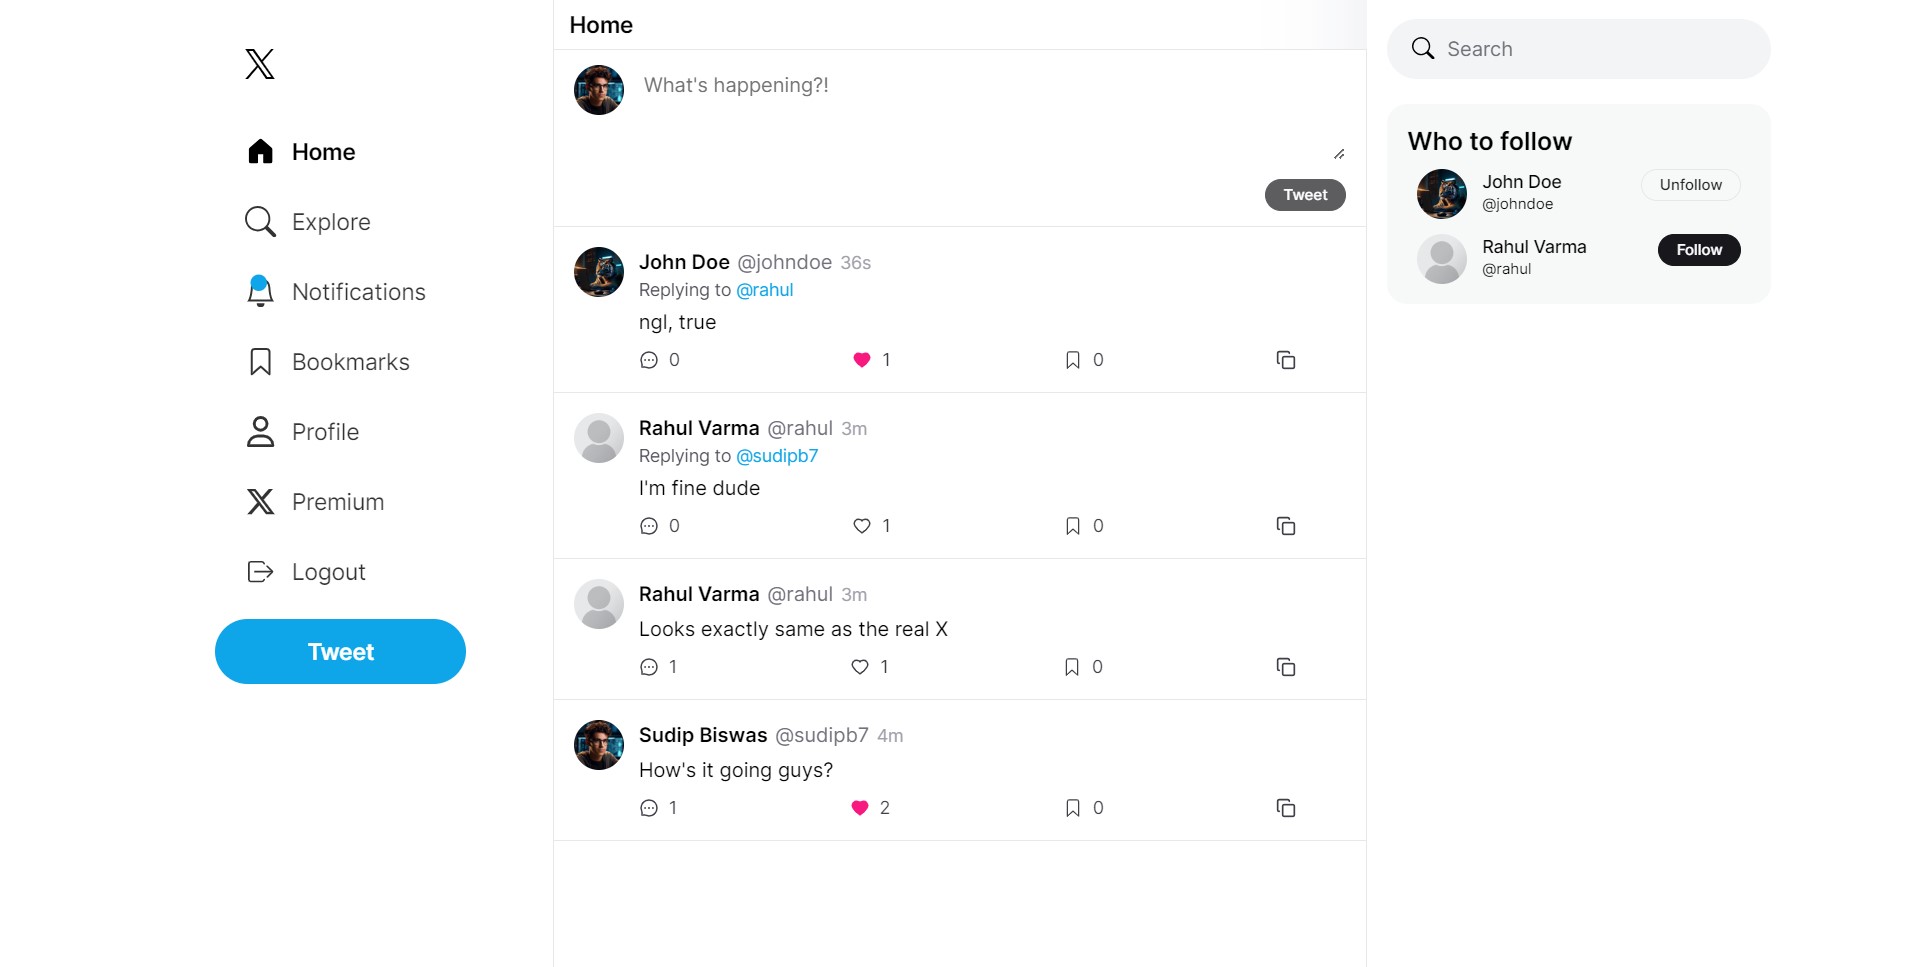 Home
Explore
Notifications
Bookmarks
Profile
Premium
Logout
Tweet
Home
What's happening?!
Tweet
John Doe @johndoe 36s
Replying to @rahul
ngl, true
0 1 0
Rahul Varma @rahul 3m
Replying to @sudipb7
I'm fine dude
0 1 0
Rahul Varma @rahul 3m
Looks exactly same as the real X
1 1 0
Sudip Biswas @sudipb7 4m
How's it going guys?
1 2 0
Search
Who to follow
John Doe Unfollow
@johndoe
Rahul Varma Follow
@rahul